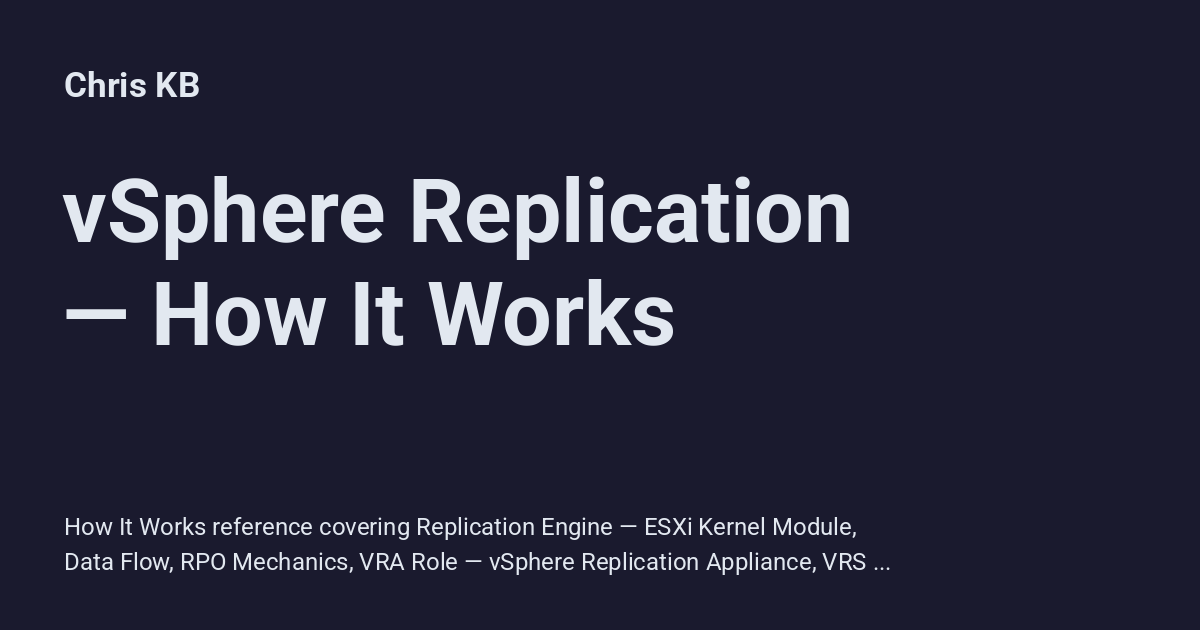 Chris KB
vSphere Replication
— How It Works
How It Works reference covering Replication Engine — ESXi Kernel Module,
Data Flow, RPO Mechanics, VRA Role — vSphere Replication Appliance, VRS ...